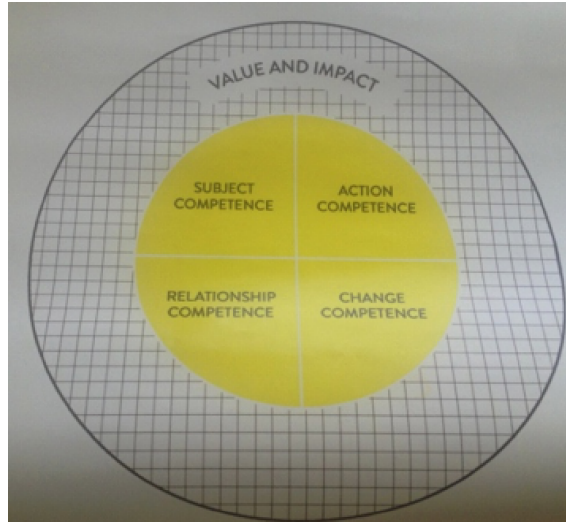 VALUE AND IMPACT
SUBJECT
COMPETENCE
ACTION
COMPETENCE
RELATIONSHIP
COMPETENCE
CHANGE
COMPETENCE